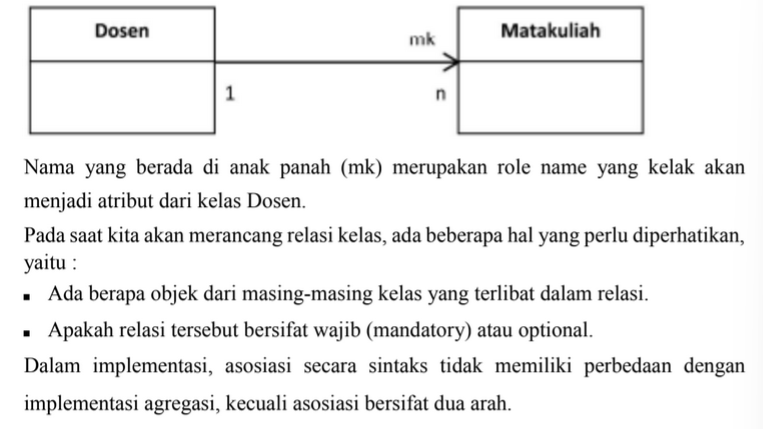 Dosen
mk
Matakuliah
1
n
Nama yang berada di anak panah (mk) merupakan role name yang kelak akan
menjadi atribut dari kelas Dosen.
Pada saat kita akan merancang relasi kelas, ada beberapa hal yang perlu diperhatikan,
yaitu :
▪ Ada berapa objek dari masing-masing kelas yang terlibat dalam relasi.
▪ Apakah relasi tersebut bersifat wajib (mandatory) atau optional.
Dalam implementasi, asosiasi secara sintaks tidak memiliki perbedaan dengan
implementasi agregasi, kecuali asosiasi bersifat dua arah.